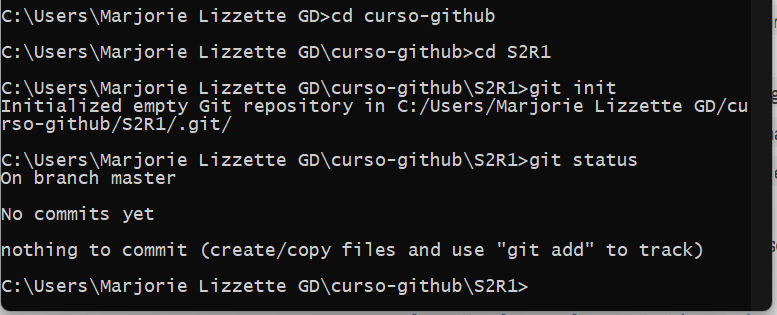 C:\Users\Marjorie Lizzette GD>cd curso-github
C:\Users\Marjorie Lizzette GD\curso-github>cd S2R1
C:\Users\Marjorie Lizzette GD\curso-github\S2R1>git init
Initialized empty Git repository in C:/Users/Marjorie Lizzette GD/cu
rso-github/S2R1/.git/
C:\Users\Marjorie Lizzette GD\curso-github\S2R1>git status
On branch master
No commits yet
nothing to commit (create/copy files and use "git add" to track)
C:\Users\Marjorie Lizzette GD\curso-github\S2R1>